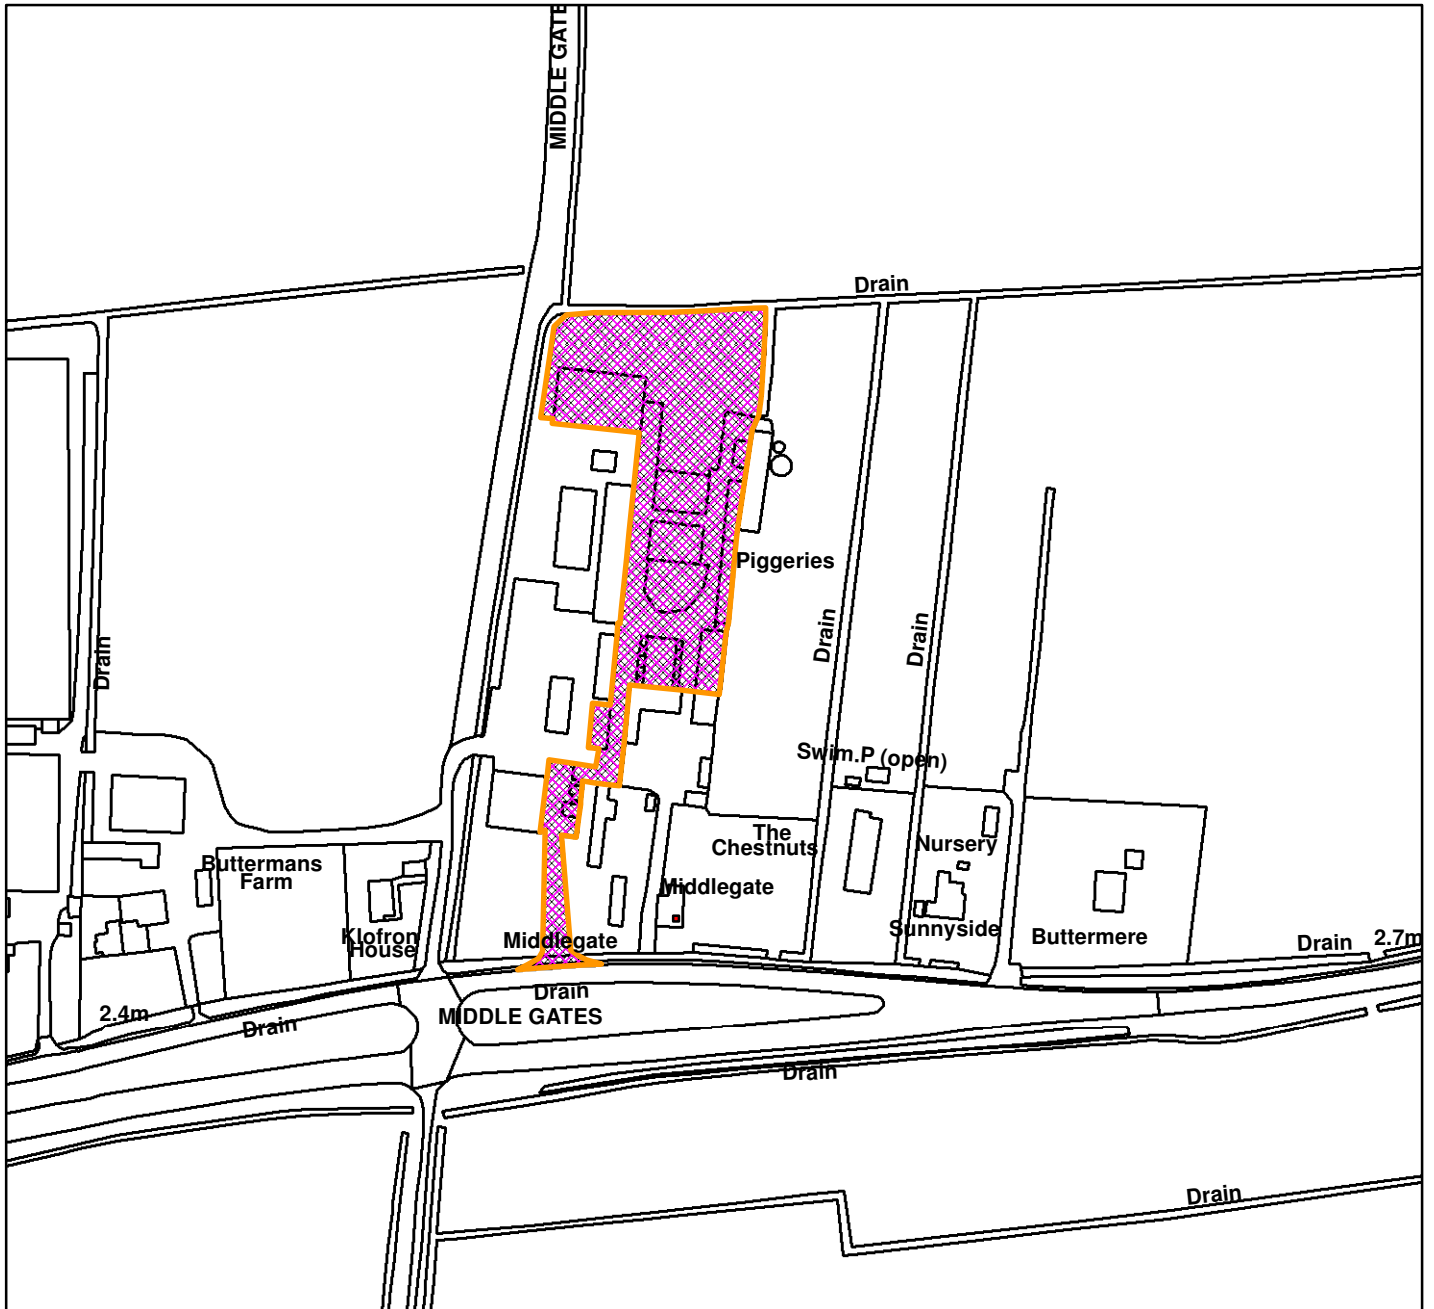 MIDDLE GATE
Drain
Piggeries
Drain
Drain
Drain
Swim.P (open)
The
Chestnuts
Nursery
Buttermans
Farm
Middlegate
Klofron
House
Middlegate
Sunnyside
Buttermere
Drain
2.7m
Drain
2.4m
Drain
MIDDLE GATES
Drain
Drain